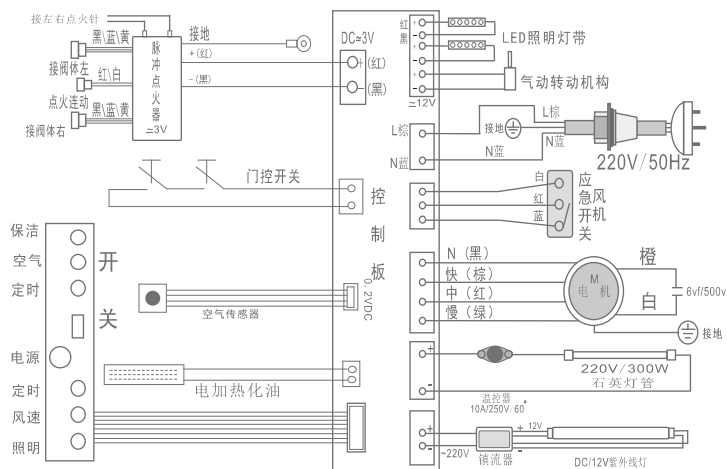 接左右点火针
黑\蓝\黄
接阀体左
红\白
点火连动
黑\蓝\黄
接阀体右
脉冲点火器
≃3V
接地
+(红)
−(黑)
DC≃3V
+(红)
−(黑)
红
黑
+
-
+
-
+
-
≃12V
LED照明灯带
气动转动机构
L棕
N蓝
接地
L棕
N蓝
N蓝
220V/50Hz
门控开关
控制板
白
红
蓝
应急风机开关
保洁
空气
定时
电源
定时
风速
照明
开关
空气传感器
0.2VDC
电加热化油
N (黑)
快 (棕)
中 (红)
慢 (绿)
M
电机
橙
白
6vf/500v
接地
+
-
温控器
10A/250V/60°
220V/300W
石英灯管
+
-
~220V
镇流器
+
12V
-
DC/12V紫外线灯